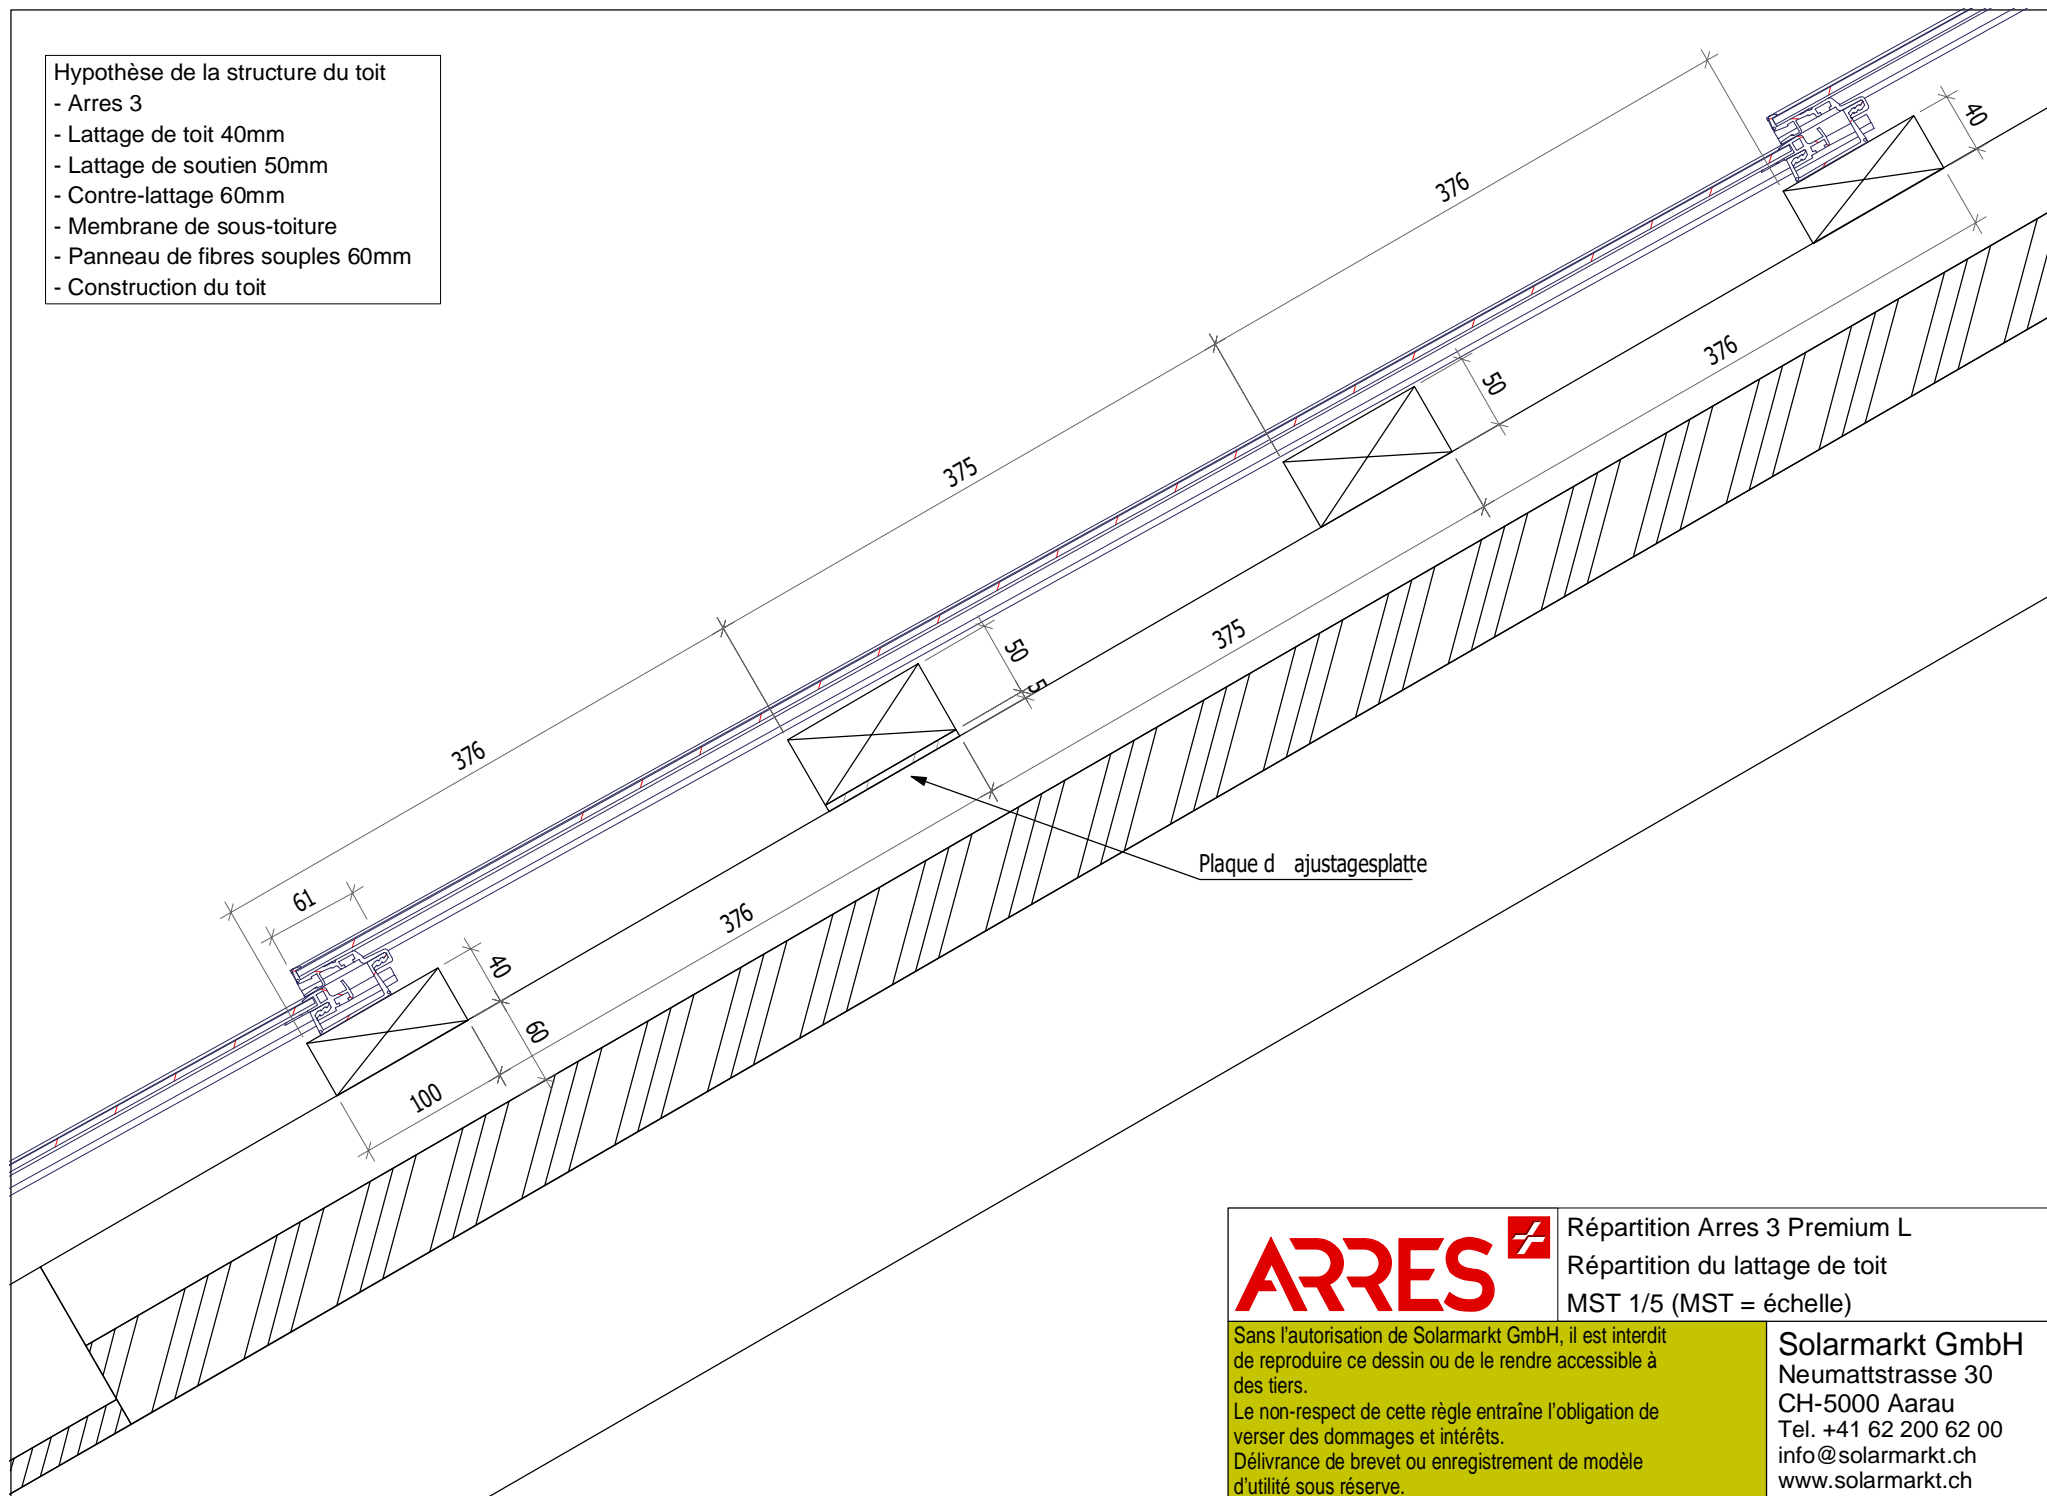 Hypothèse de la structure du toit
- Arres 3
- Lattage de toit 40mm
- Lattage de soutien 50mm
- Contre-lattage 60mm
- Membrane de sous-toiture
- Panneau de fibres souples 60mm
- Construction du toit
40
376
376
50
375
375
50
5
376
Plaque d ajustagesplatte
61
376
40
60
100
ARRES
Répartition Arres 3 Premium L
Répartition du lattage de toit
MST 1/5 (MST = échelle)
Sans l'autorisation de Solarmarkt GmbH, il est interdit
de reproduire ce dessin ou de le rendre accessible à
des tiers.
Le non-respect de cette règle entraîne l'obligation de
verser des dommages et intérêts.
Délivrance de brevet ou enregistrement de modèle
d'utilité sous réserve.
Solarmarkt GmbH
Neumattstrasse 30
CH-5000 Aarau
Tel. +41 62 200 62 00
info@solarmarkt.ch
www.solarmarkt.ch